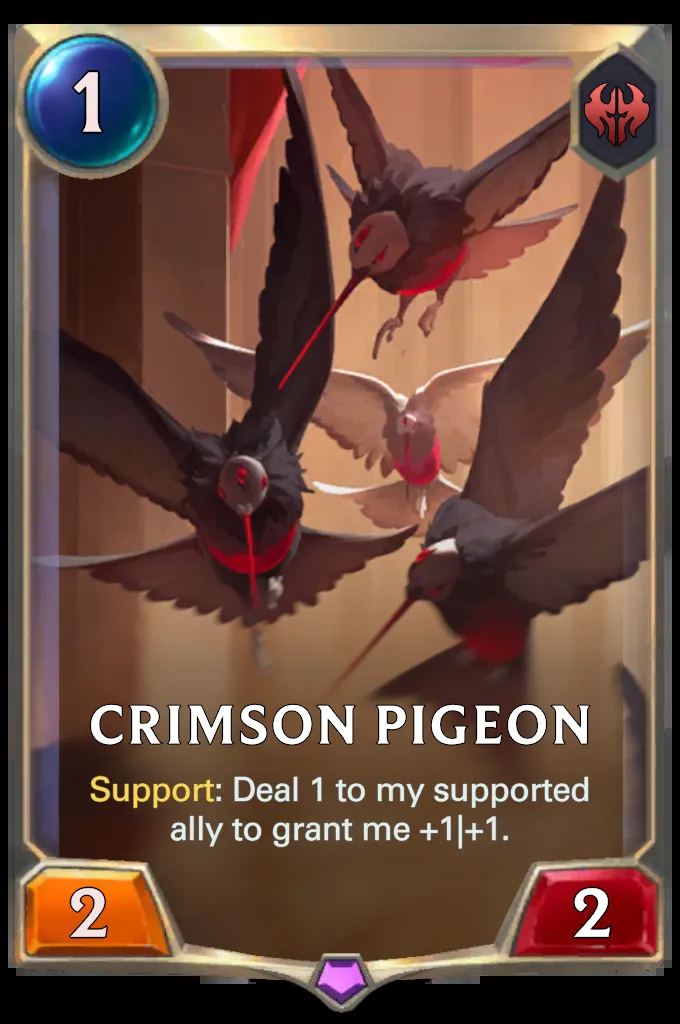 1
CRIMSON PIGEON
Support: Deal 1 to my supported
ally to grant me +1|+1.
2
2